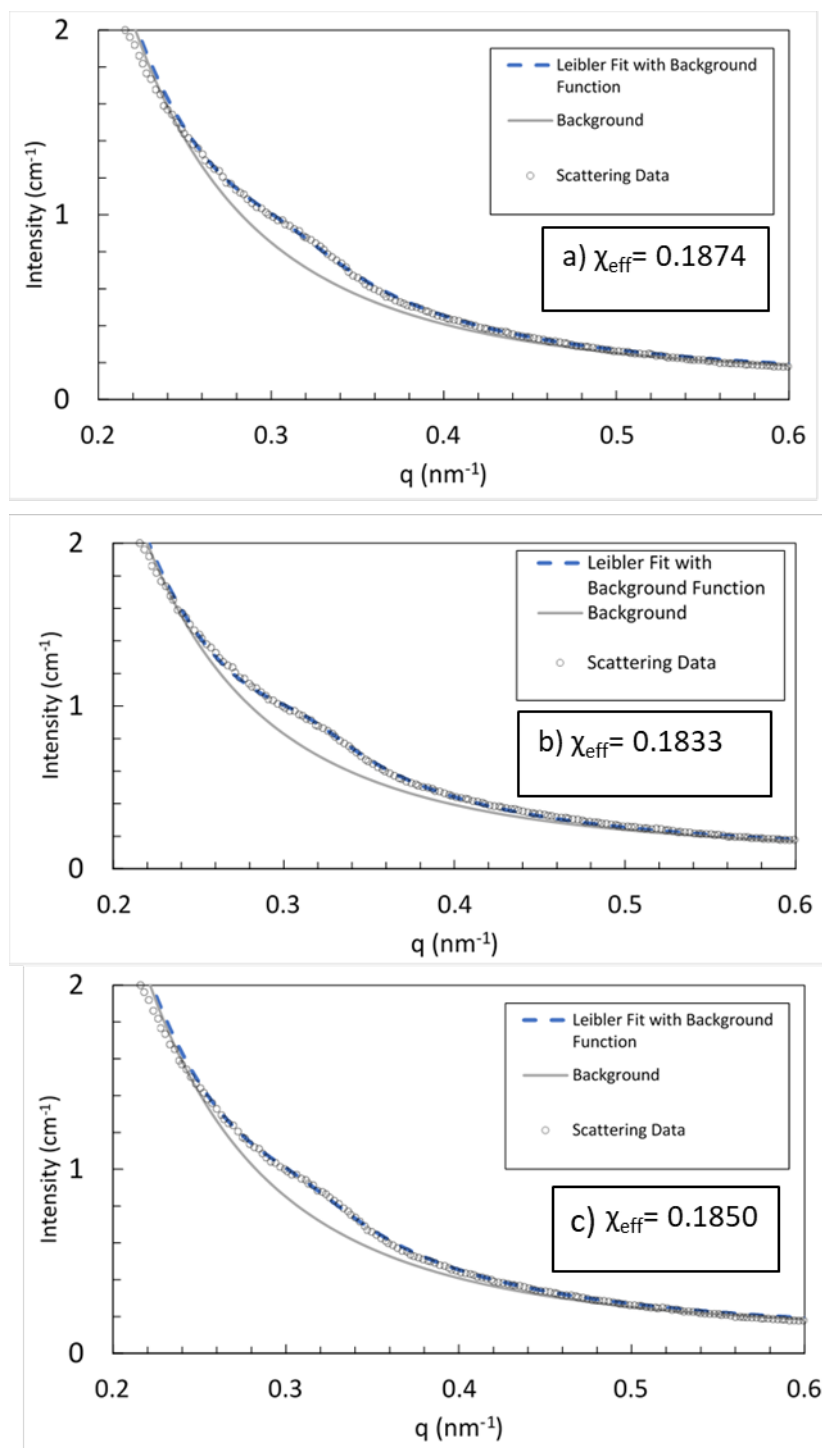 2
1
0
Intensity (cm⁻¹)
Leibler Fit with Background
Function
Background
Scattering Data
a) χeff= 0.1874
0.2 0.3 0.4 0.5 0.6
q (nm⁻¹)
2
1
0
Intensity (cm⁻¹)
Leibler Fit with
Background Function
Background
Scattering Data
b) χeff= 0.1833
0.2 0.3 0.4 0.5 0.6
q (nm⁻¹)
2
1
0
Intensity (cm⁻¹)
Leibler Fit with Background
Function
Background
Scattering Data
c) χeff= 0.1850
0.2 0.3 0.4 0.5 0.6
q (nm⁻¹)